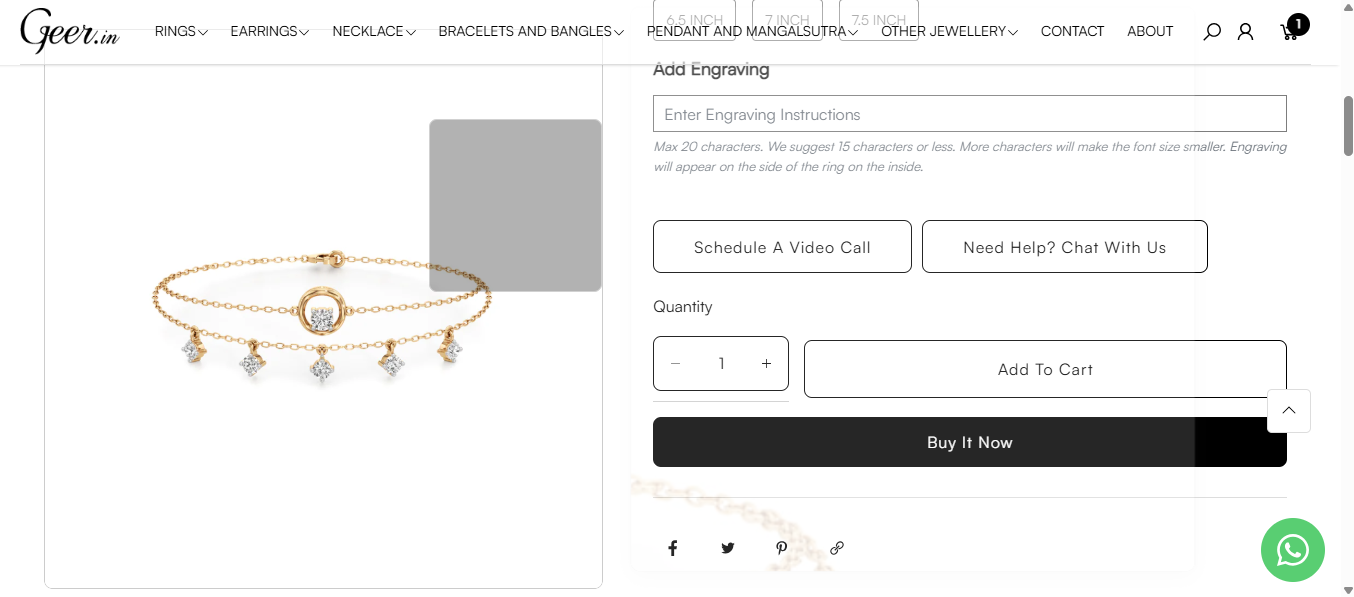 Geer.in
RINGS EARRINGS NECKLACE BRACELETS AND BANGLES PENDANT AND MANGALSUTRA OTHER JEWELLERY CONTACT ABOUT 1
6.5 INCH 7 INCH 7.5 INCH
Add Engraving
Enter Engraving Instructions
Max 20 characters. We suggest 15 characters or less. More characters will make the font size smaller. Engraving
will appear on the side of the ring on the inside.
Schedule A Video Call Need Help? Chat With Us
Quantity
− 1 + Add To Cart
Buy It Now